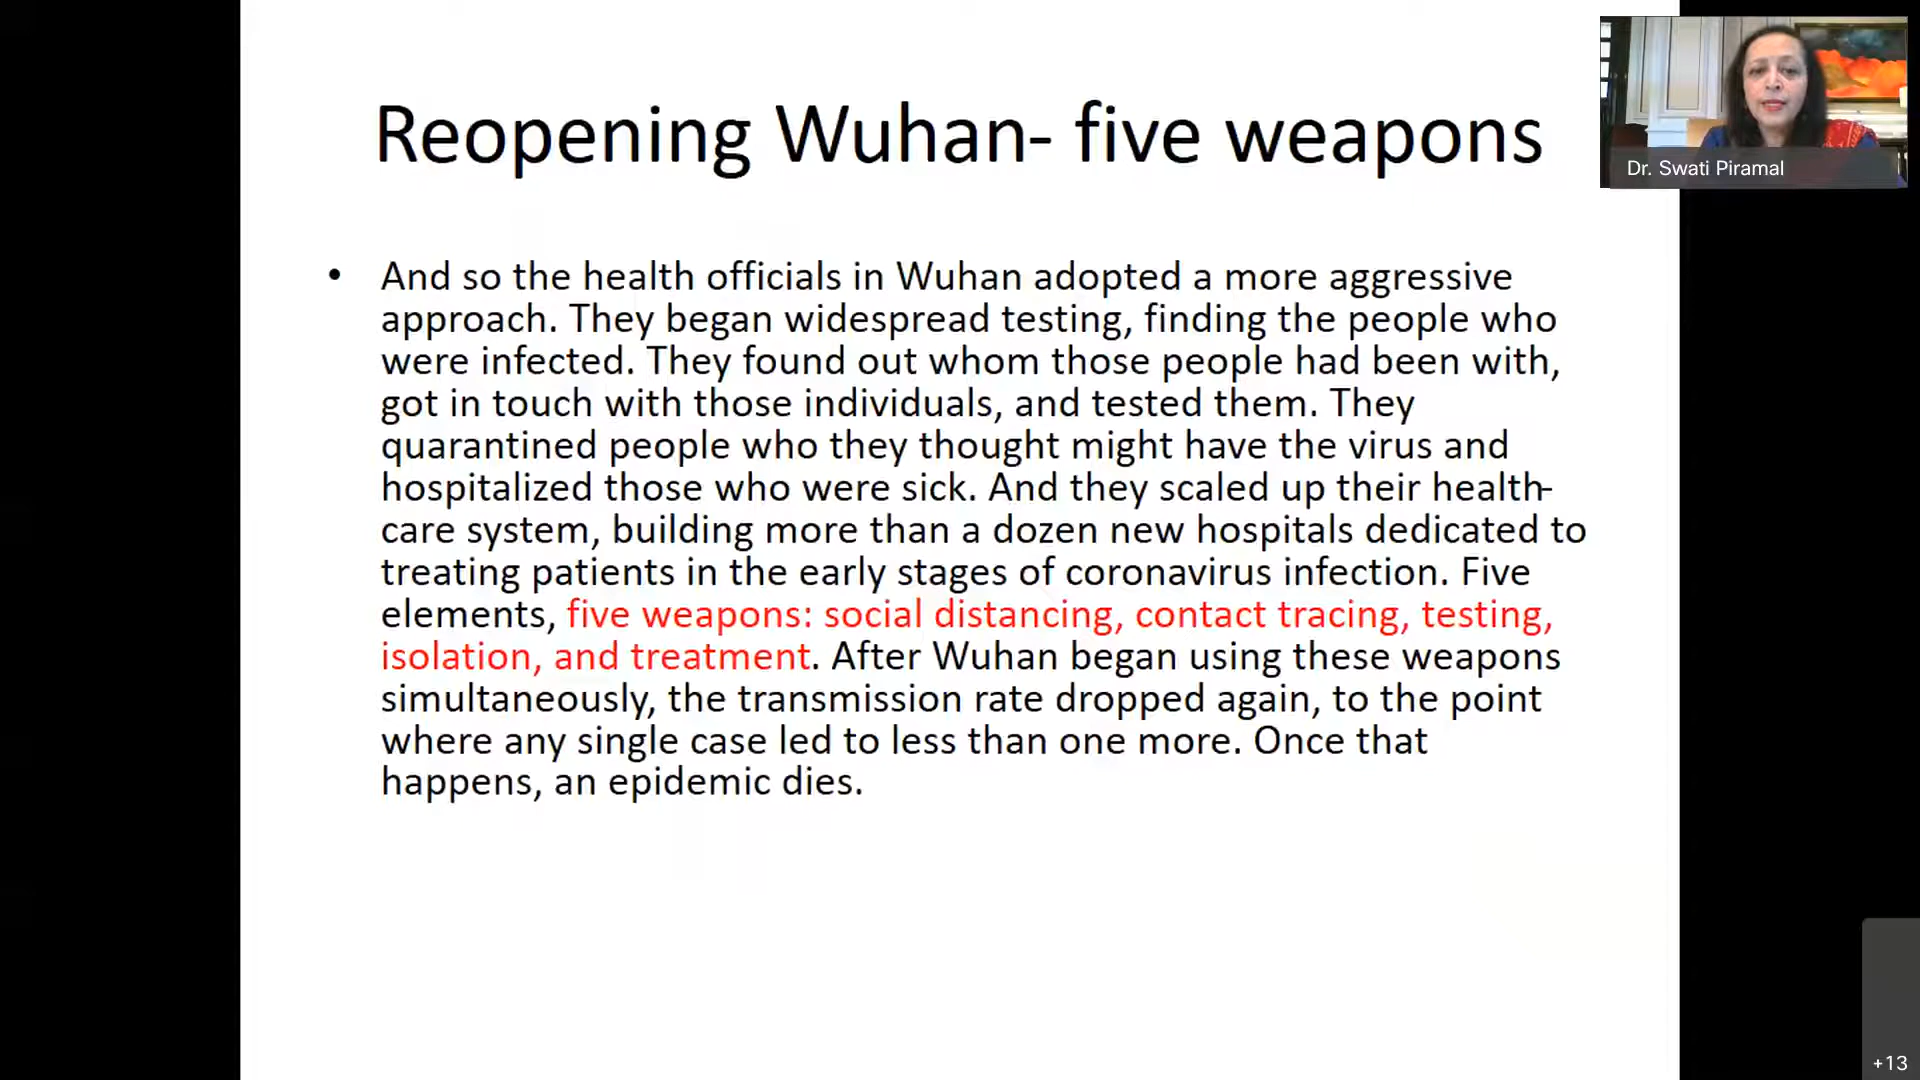 Reopening Wuhan- five weapons
Dr. Swati Piramal
• And so the health officials in Wuhan adopted a more aggressive
approach. They began widespread testing, finding the people who
were infected. They found out whom those people had been with,
got in touch with those individuals, and tested them. They
quarantined people who they thought might have the virus and
hospitalized those who were sick. And they scaled up their health-
care system, building more than a dozen new hospitals dedicated to
treating patients in the early stages of coronavirus infection. Five
elements, five weapons: social distancing, contact tracing, testing,
isolation, and treatment. After Wuhan began using these weapons
simultaneously, the transmission rate dropped again, to the point
where any single case led to less than one more. Once that
happens, an epidemic dies.
+13